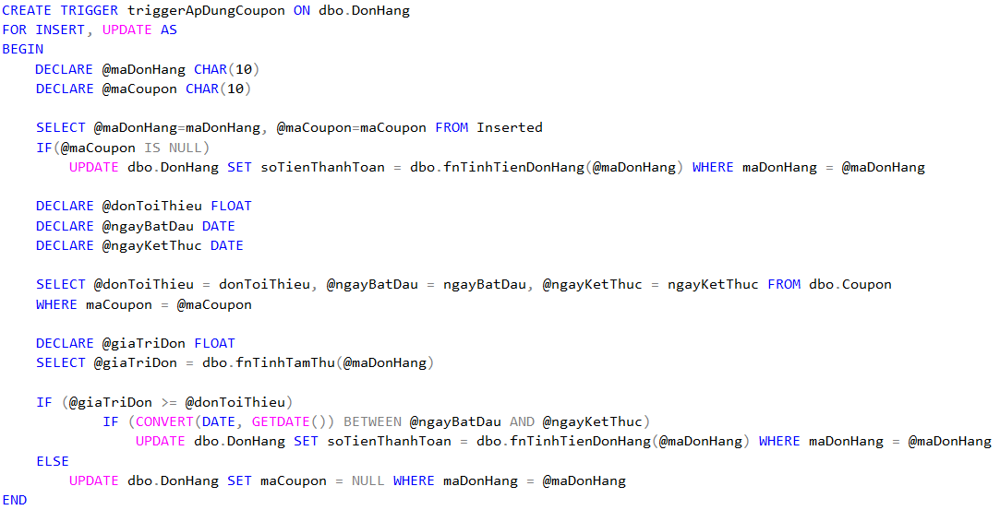 CREATE TRIGGER triggerApDungCoupon ON dbo.DonHang
FOR INSERT, UPDATE AS
BEGIN
    DECLARE @maDonHang CHAR(10)
    DECLARE @maCoupon CHAR(10)

    SELECT @maDonHang=maDonHang, @maCoupon=maCoupon FROM Inserted
    IF(@maCoupon IS NULL)
        UPDATE dbo.DonHang SET soTienThanhToan = dbo.fnTinhTienDonHang(@maDonHang) WHERE maDonHang = @maDonHang

    DECLARE @donToiThieu FLOAT
    DECLARE @ngayBatDau DATE
    DECLARE @ngayKetThuc DATE

    SELECT @donToiThieu = donToiThieu, @ngayBatDau = ngayBatDau, @ngayKetThuc = ngayKetThuc FROM dbo.Coupon
    WHERE maCoupon = @maCoupon

    DECLARE @giaTriDon FLOAT
    SELECT @giaTriDon = dbo.fnTinhTamThu(@maDonHang)

    IF (@giaTriDon >= @donToiThieu)
            IF (CONVERT(DATE, GETDATE()) BETWEEN @ngayBatDau AND @ngayKetThuc)
                UPDATE dbo.DonHang SET soTienThanhToan = dbo.fnTinhTienDonHang(@maDonHang) WHERE maDonHang = @maDonHang
    ELSE
        UPDATE dbo.DonHang SET maCoupon = NULL WHERE maDonHang = @maDonHang
END